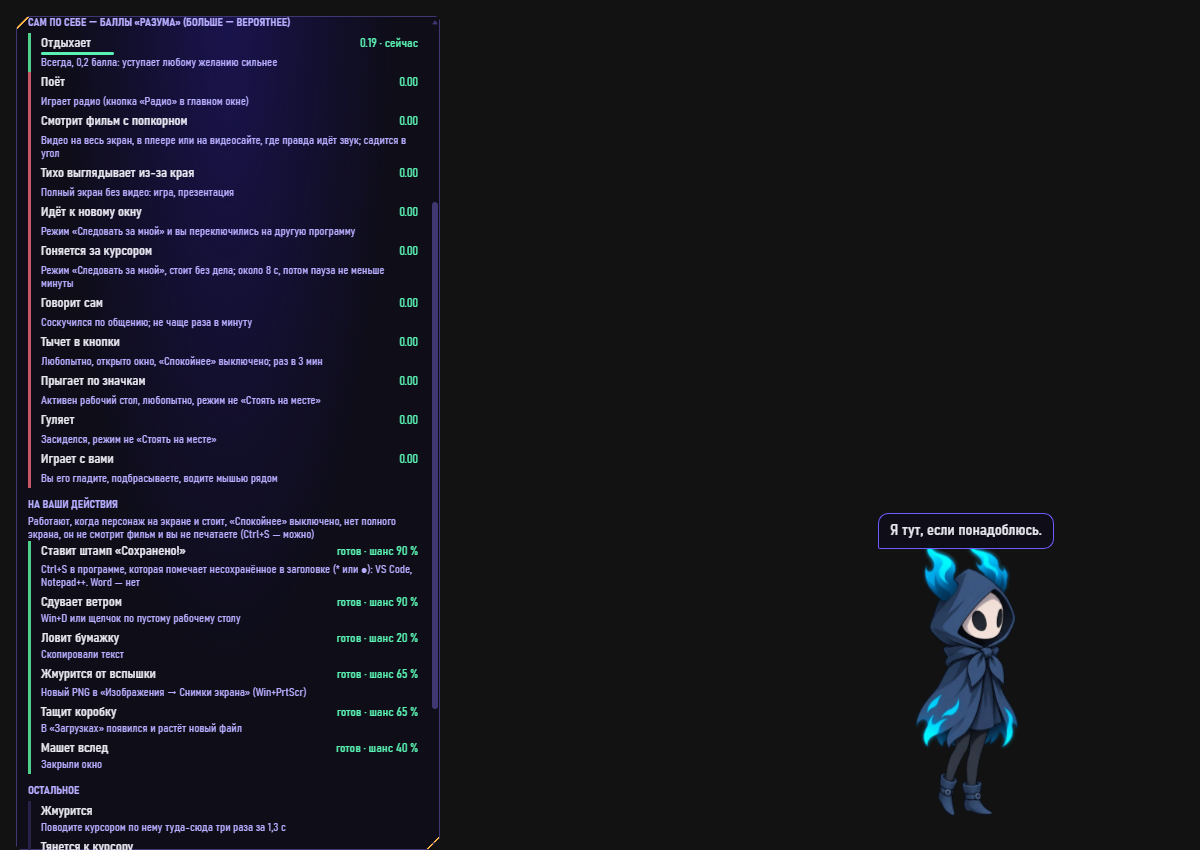 САМ ПО СЕБЕ — БАЛЛЫ «РАЗУМА» (БОЛЬШЕ — ВЕРОЯТНЕЕ)
Отдыхает 0.19 · сейчас
Всегда, 0,2 балла: уступает любому желанию сильнее
Поёт 0.00
Играет радио (кнопка «Радио» в главном окне)
Смотрит фильм с попкорном 0.00
Видео на весь экран, в плеере или на видеосайте, где правда идёт звук; садится в
угол
Тихо выглядывает из-за края 0.00
Полный экран без видео: игра, презентация
Идёт к новому окну 0.00
Режим «Следовать за мной» и вы переключились на другую программу
Гоняется за курсором 0.00
Режим «Следовать за мной», стоит без дела; около 8 с, потом пауза не меньше
минуты
Говорит сам 0.00
Соскучился по общению; не чаще раза в минуту
Тычет в кнопки 0.00
Любопытно, открыто окно, «Спокойнее» выключено; раз в 3 мин
Прыгает по значкам 0.00
Активен рабочий стол, любопытно, режим не «Стоять на месте»
Гуляет 0.00
Засиделся, режим не «Стоять на месте»
Играет с вами 0.00
Вы его гладите, подбрасываете, водите мышью рядом
НА ВАШИ ДЕЙСТВИЯ
Работают, когда персонаж на экране и стоит, «Спокойнее» выключено, нет полного
экрана, он не смотрит фильм и вы не печатаете (Ctrl+S — можно)
Ставит штамп «Сохранено!» готов · шанс 90 %
Ctrl+S в программе, которая помечает несохранённое в заголовке (* или ●): VS Code,
Notepad++. Word — нет
Сдувает ветром готов · шанс 90 %
Win+D или щелчок по пустому рабочему столу
Ловит бумажку готов · шанс 20 %
Скопировали текст
Жмурится от вспышки готов · шанс 65 %
Новый PNG в «Изображения → Снимки экрана» (Win+PrtScr)
Тащит коробку готов · шанс 65 %
В «Загрузках» появился и растёт новый файл
Машет вслед готов · шанс 40 %
Закрыли окно
ОСТАЛЬНОЕ
Жмурится
Поводите курсором по нему туда-сюда три раза за 1,3 с
Тянется к курсору
Я тут, если понадоблюсь.